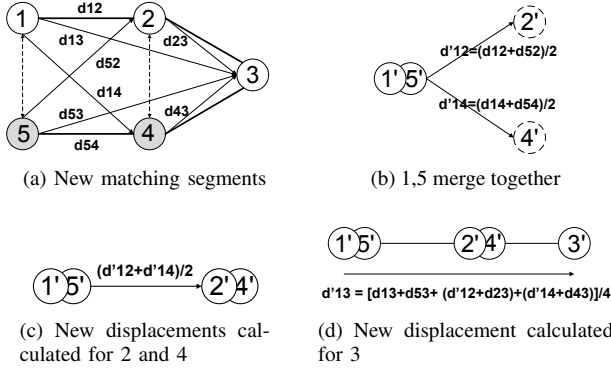 1
d12
2
d13
d23
d52
3
d14
d53
d43
5
4
d54
(a) New matching segments
2'
d'12=(d12+d52)/2
1' 5'
d'14=(d14+d54)/2
4'
(b) 1,5 merge together
1' 5'
(d'12+d'14)/2
2' 4'
(c) New displacements cal-
culated for 2 and 4
1' 5'
2' 4'
3'
d'13 = [d13+d53+ (d'12+d23)+(d'14+d43)]/4
(d) New displacement calculated
for 3